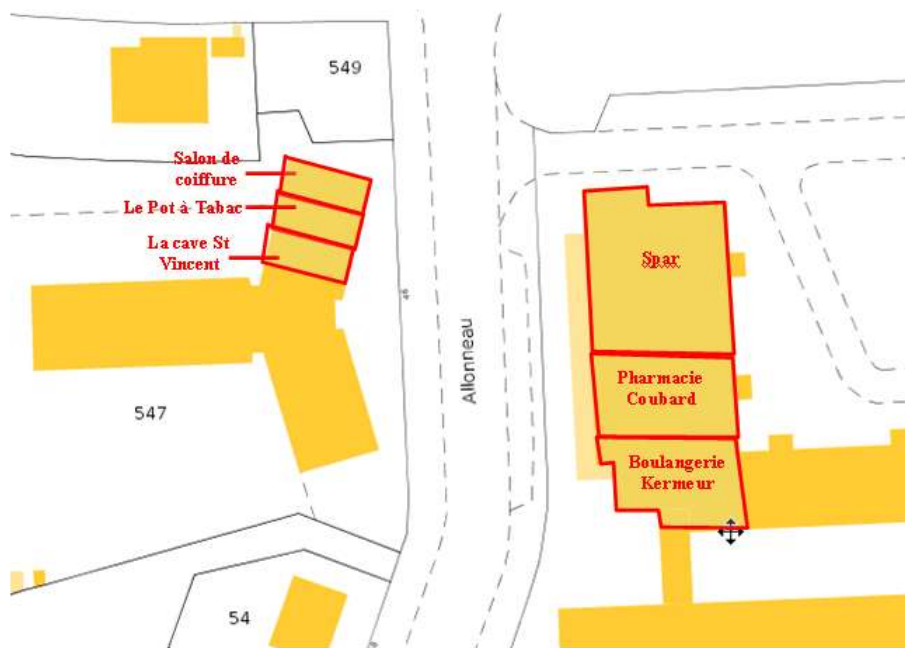 549
Salon de
coiffure
Le Pot à Tabac
La cave St
Vincent
Spar
Allonneau
Pharmacie
Coubard
547
Boulangerie
Kermeur
54